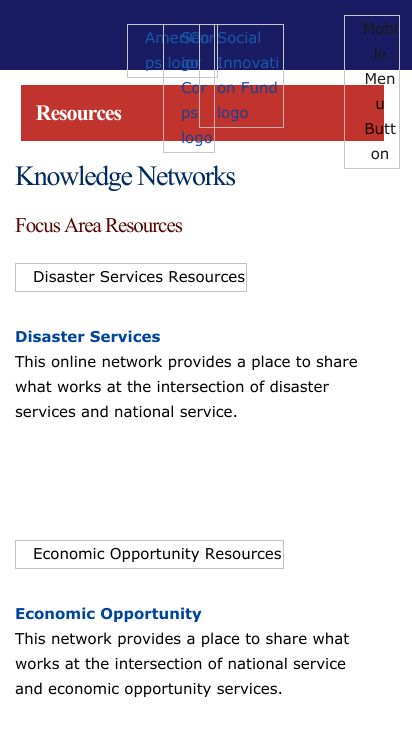 AmeriCorps logo
Senior Corps logo
Social Innovation Fund logo
Mobile Menu Button
Resources
Knowledge Networks
Focus Area Resources
Disaster Services Resources
Disaster Services
This online network provides a place to share
what works at the intersection of disaster
services and national service.
Economic Opportunity Resources
Economic Opportunity
This network provides a place to share what
works at the intersection of national service
and economic opportunity services.